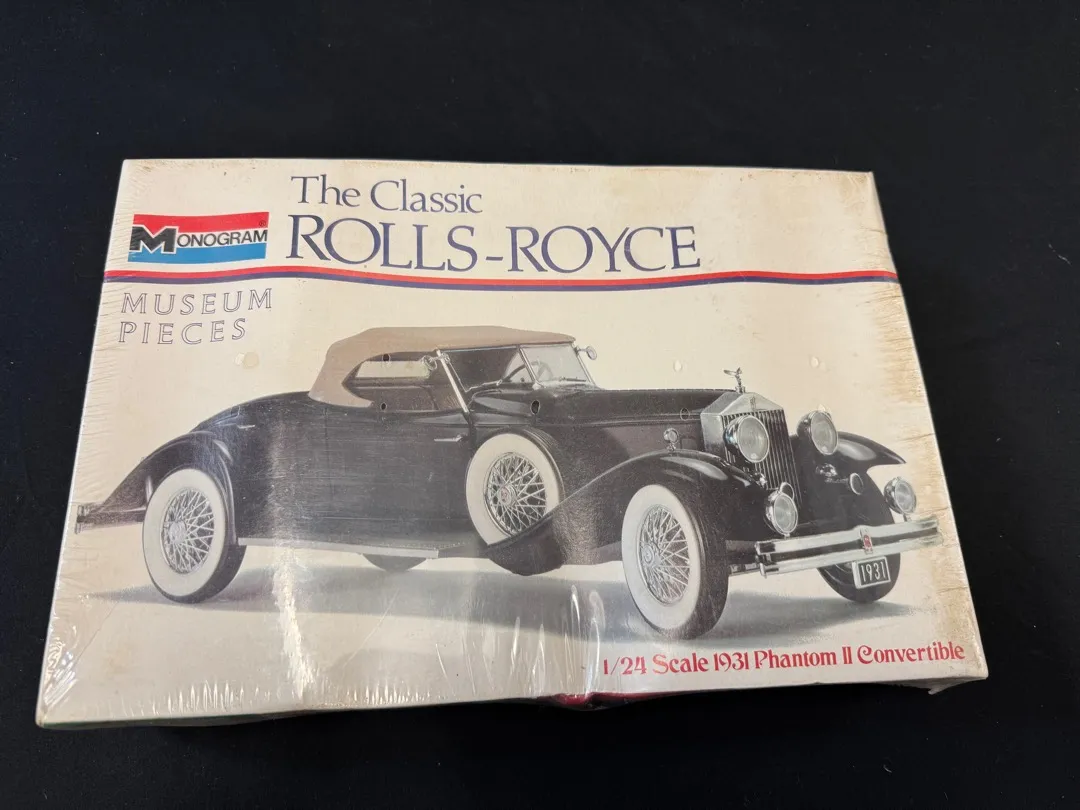 The Classic
ROLLS-ROYCE
MONOGRAM
MUSEUM
PIECES
1931
1/24 Scale 1931 Phantom II Convertible